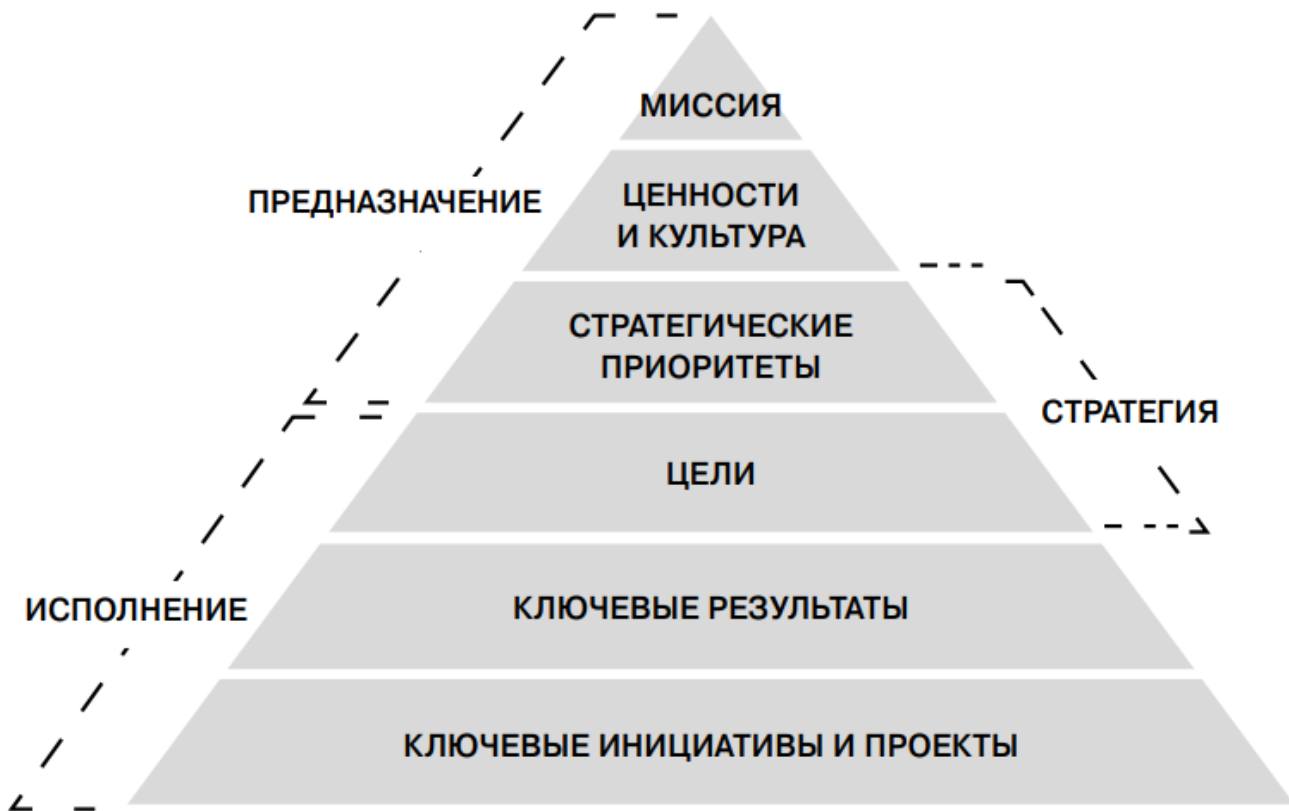 МИССИЯ
ПРЕДНАЗНАЧЕНИЕ
ЦЕННОСТИ
И КУЛЬТУРА
СТРАТЕГИЧЕСКИЕ
ПРИОРИТЕТЫ
СТРАТЕГИЯ
ЦЕЛИ
ИСПОЛНЕНИЕ
КЛЮЧЕВЫЕ РЕЗУЛЬТАТЫ
КЛЮЧЕВЫЕ ИНИЦИАТИВЫ И ПРОЕКТЫ